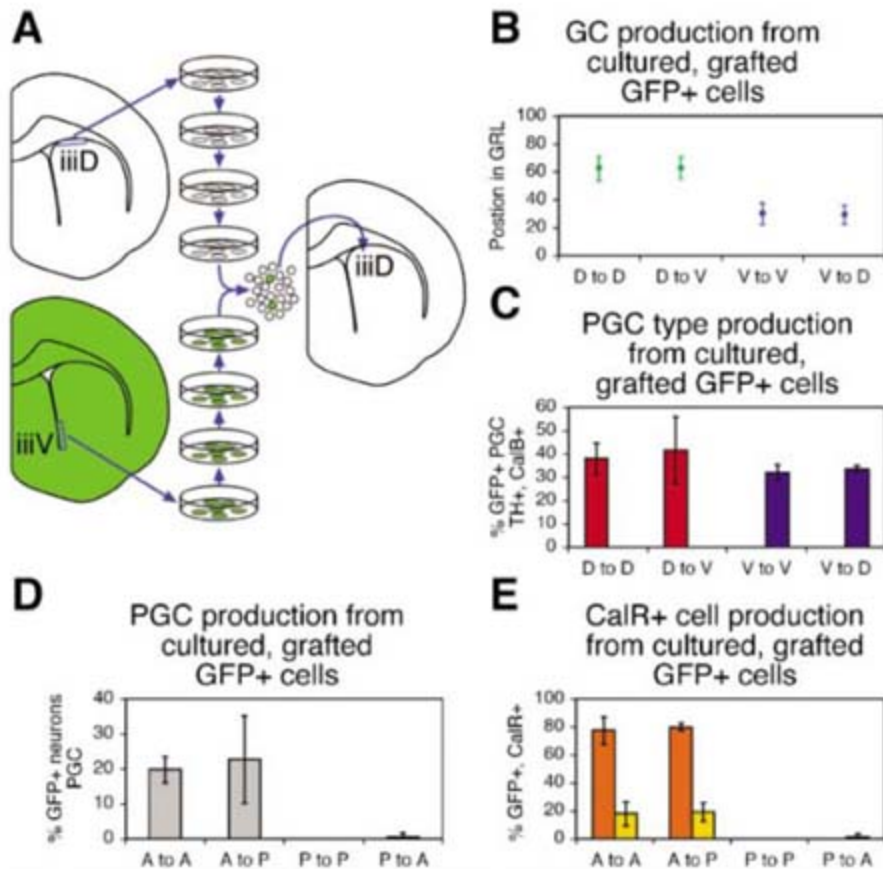 A
iiiD
iiiD
iiiV
B
GC production from
cultured, grafted
GFP+ cells
Postion in GRL
100
80
60
40
20
0
D to D D to V V to V V to D
C
PGC type production
from cultured,
grafted GFP+ cells
% GFP+ PGC
TH+, CalB+
60
50
40
30
20
10
0
D to D D to V V to V V to D
D
PGC production from
cultured, grafted
GFP+ cells
% GFP+ neurons
PGC
40
30
20
10
0
A to A A to P P to P P to A
E
CalR+ cell production
from cultured, grafted
GFP+ cells
% GFP+, CalR+
100
80
60
40
20
0
A to A A to P P to P P to A